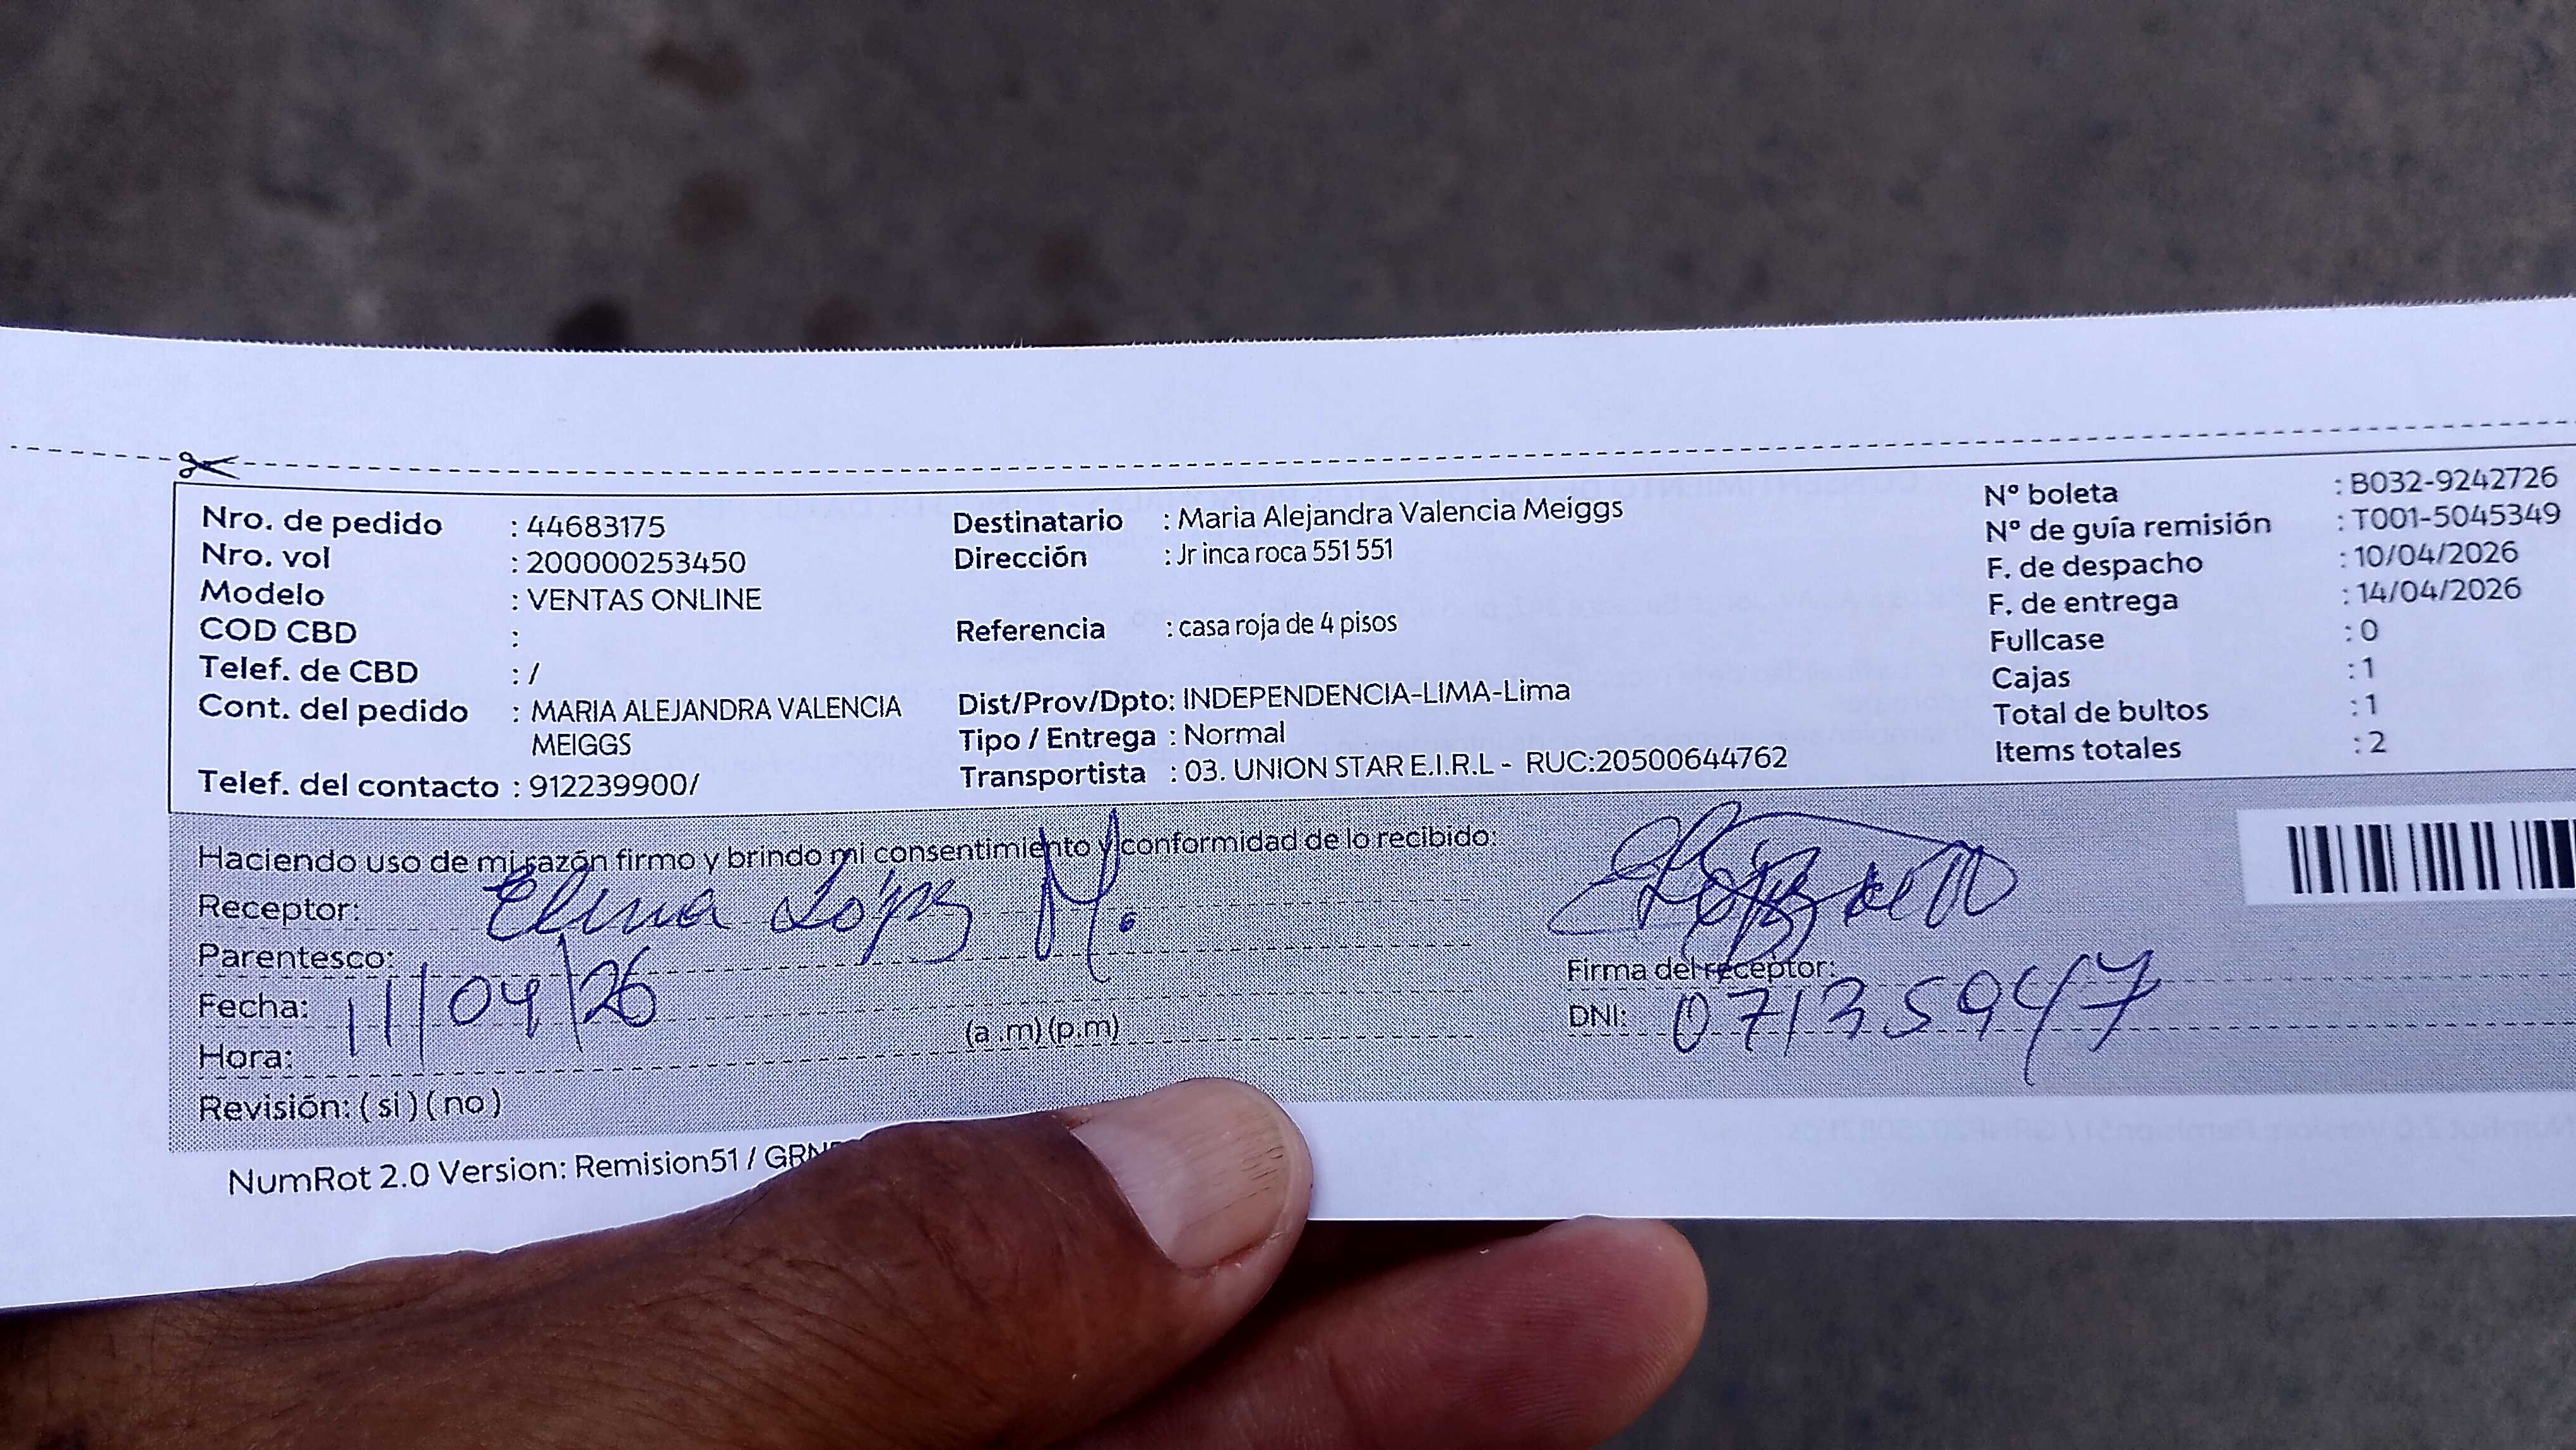 Nro. de pedido : 44683175
Nro. vol : 200000253450
Modelo : VENTAS ONLINE
COD CBD :
Telef. de CBD : /
Cont. del pedido : MARIA ALEJANDRA VALENCIA
MEIGGS
Telef. del contacto : 912239900/
Destinatario : Maria Alejandra Valencia Meiggs
Dirección : Jr inca roca 551 551
Referencia : casa roja de 4 pisos
Dist/Prov/Dpto: INDEPENDENCIA-LIMA-Lima
Tipo / Entrega : Normal
Transportista : 03. UNION STAR E.I.R.L - RUC:20500644762
Nº boleta : B032-9242726
Nº de guía remisión : T001-5045349
F. de despacho : 10/04/2026
F. de entrega : 14/04/2026
Fullcase : 0
Cajas : 1
Total de bultos : 1
Items totales : 2
Haciendo uso de mi razón firmo y brindo mi consentimiento y conformidad de lo recibido:
Receptor: Elena López M.
Parentesco:
Fecha: 11/04/26
Hora: (a.m) (p.m)
Revisión: ( si ) ( no )
Firma del receptor:
DNI: 07135947
NumRot 2.0 Version: Remision51 /